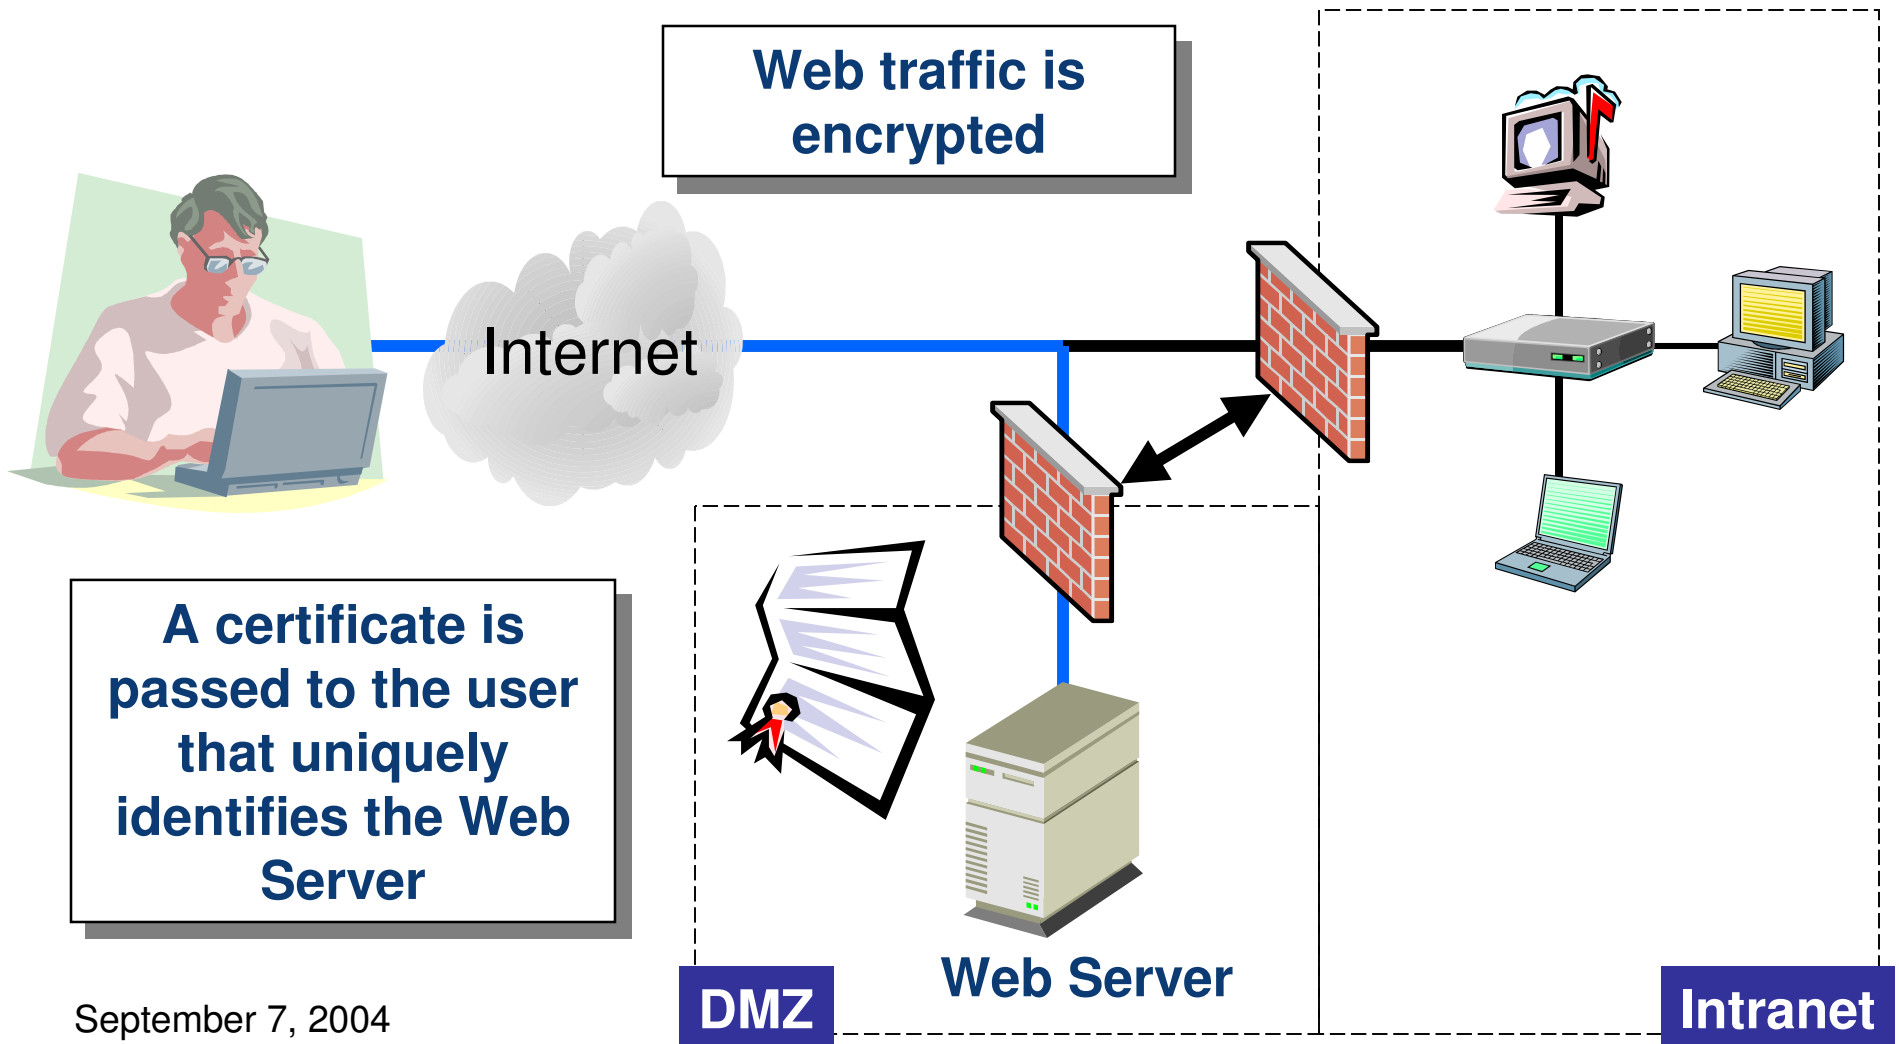 Web traffic is
encrypted
Internet
A certificate is
passed to the user
that uniquely
identifies the Web
Server
Web Server
DMZ
Intranet
September 7, 2004